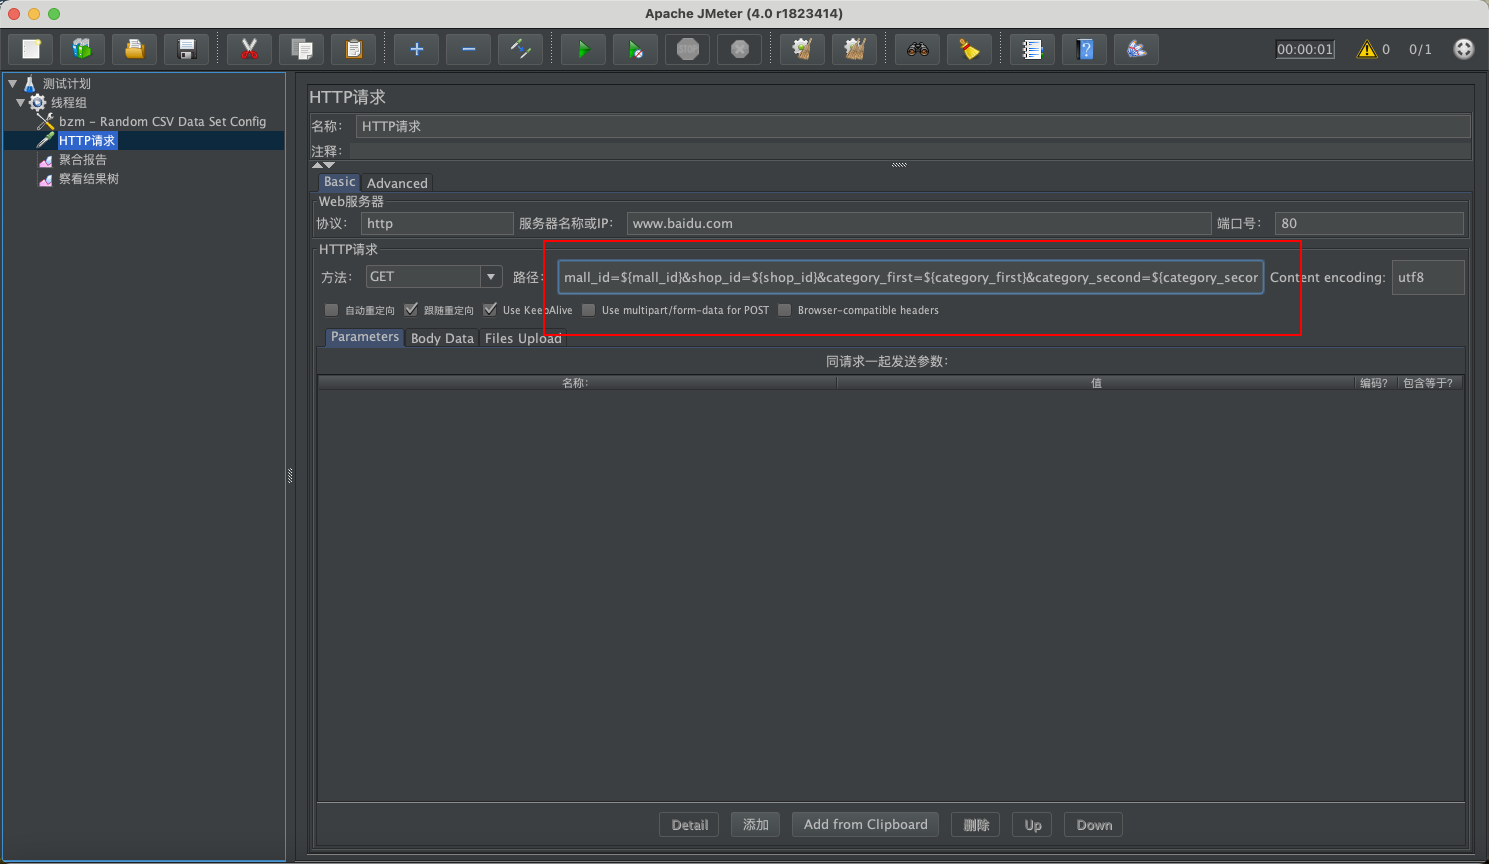 Apache JMeter (4.0 r1823414)
STOP
00:00:01
0
0/1
测试计划
线程组
bzm - Random CSV Data Set Config
HTTP请求
聚合报告
察看结果树
HTTP请求
名称：
HTTP请求
注释：
Basic
Advanced
Web服务器
协议：
http
服务器名称或IP：
www.baidu.com
端口号：
80
HTTP请求
方法：
GET
路径：
mall_id=${mall_id}&shop_id=${shop_id}&category_first=${category_first}&category_second=${category_secor
Content encoding:
utf8
自动重定向
跟随重定向
Use KeepAlive
Use multipart/form-data for POST
Browser-compatible headers
Parameters
Body Data
Files Upload
同请求一起发送参数：
名称：
值
编码？
包含等于？
Detail
添加
Add from Clipboard
删除
Up
Down